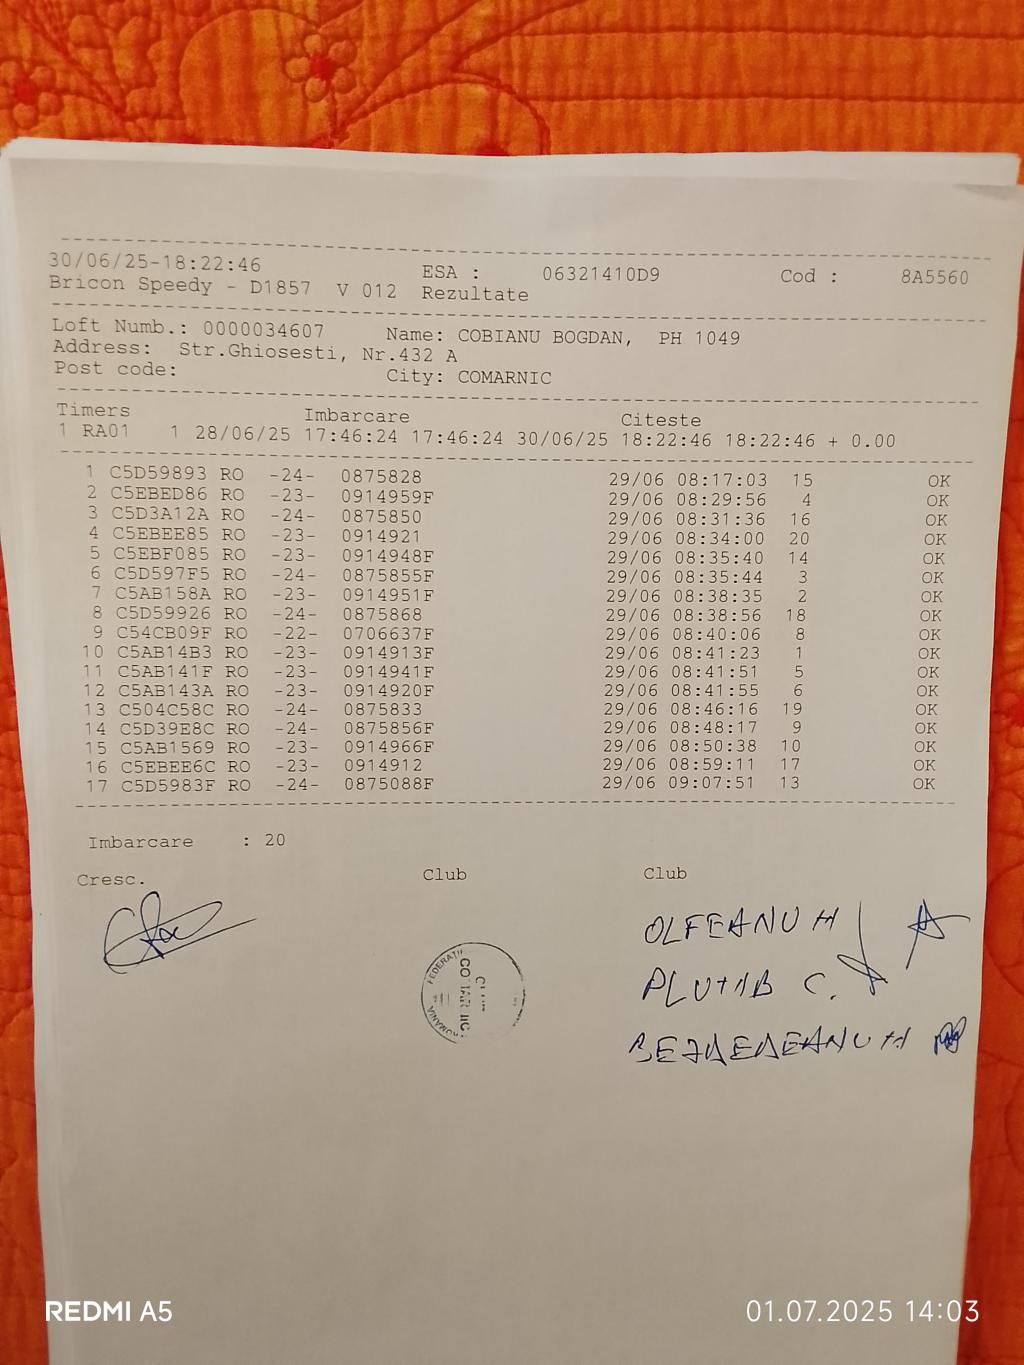 30/06/25-18:22:46 ESA : 06321410D9 Cod : 8A5560
Bricon Speedy - D1857 V 012 Rezultate
Loft Numb.: 0000034607 Name: COBIANU BOGDAN, PH 1049
Address: Str.Ghiosesti, Nr.432 A
Post code: City: COMARNIC
Timers Imbarcare Citeste
1 RA01 1 28/06/25 17:46:24 17:46:24 30/06/25 18:22:46 18:22:46 + 0.00
1 C5D59893 RO -24- 0875828 29/06 08:17:03 15 OK
2 C5EBED86 RO -23- 0914959F 29/06 08:29:56 4 OK
3 C5D3A12A RO -24- 0875850 29/06 08:31:36 16 OK
4 C5EBEE85 RO -23- 0914921 29/06 08:34:00 20 OK
5 C5EBF085 RO -23- 0914948F 29/06 08:35:40 14 OK
6 C5D597F5 RO -24- 0875855F 29/06 08:35:44 3 OK
7 C5AB158A RO -23- 0914951F 29/06 08:38:35 2 OK
8 C5D59926 RO -24- 0875868 29/06 08:38:56 18 OK
9 C54CB09F RO -22- 0706637F 29/06 08:40:06 8 OK
10 C5AB14B3 RO -23- 0914913F 29/06 08:41:23 1 OK
11 C5AB141F RO -23- 0914941F 29/06 08:41:51 5 OK
12 C5AB143A RO -23- 0914920F 29/06 08:41:55 6 OK
13 C504C58C RO -24- 0875833 29/06 08:46:16 19 OK
14 C5D39E8C RO -24- 0875856F 29/06 08:48:17 9 OK
15 C5AB1569 RO -23- 0914966F 29/06 08:50:38 10 OK
16 C5EBEE6C RO -23- 0914912 29/06 08:59:11 17 OK
17 C5D5983F RO -24- 0875088F 29/06 09:07:51 13 OK
Imbarcare : 20
Cresc. Club Club
OLFEANU H
C.
ROMANIA
REDMI A5 01.07.2025 14:03